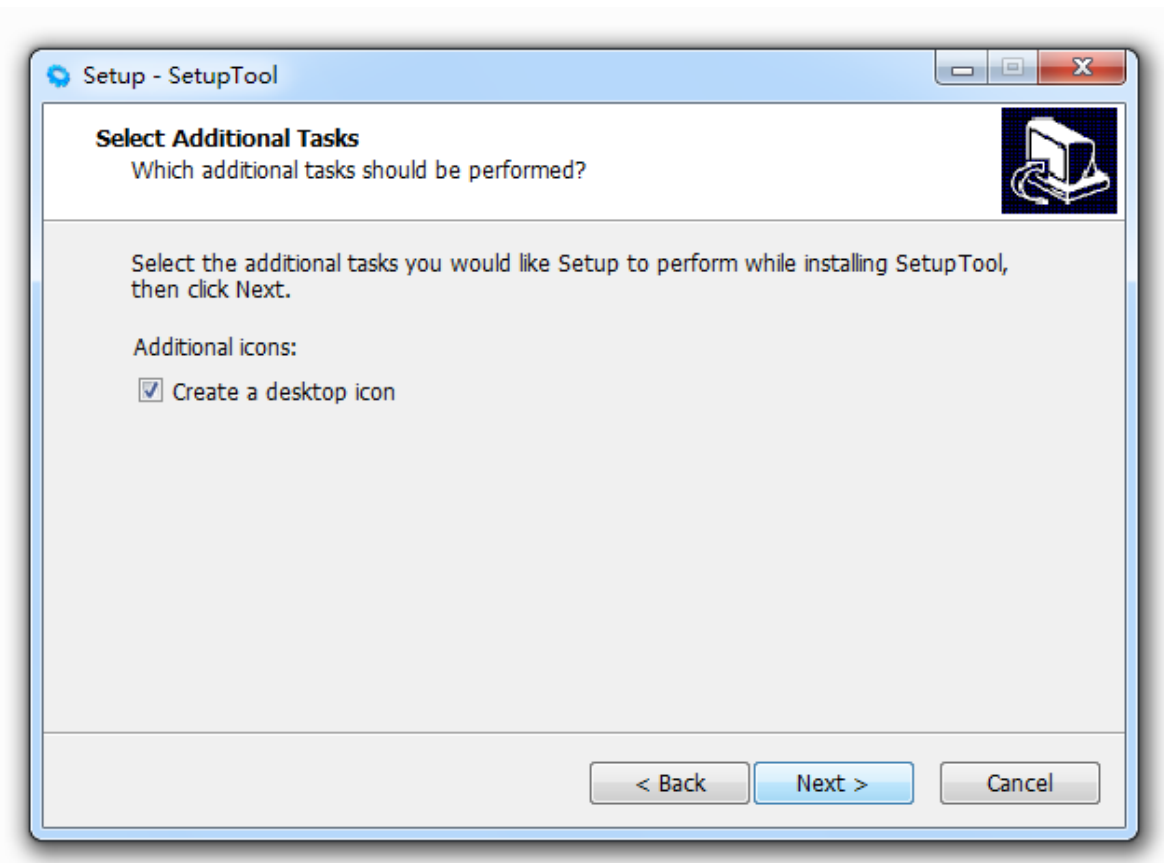 Setup - SetupTool
Select Additional Tasks
Which additional tasks should be performed?
Select the additional tasks you would like Setup to perform while installing SetupTool,
then click Next.
Additional icons:
Create a desktop icon
< Back
Next >
Cancel